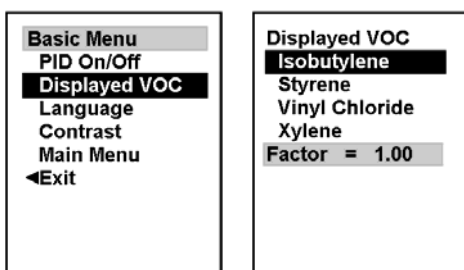 Basic Menu
PID On/Off
Displayed VOC
Language
Contrast
Main Menu
◄Exit
Displayed VOC
Isobutylene
Styrene
Vinyl Chloride
Xylene
Factor = 1.00